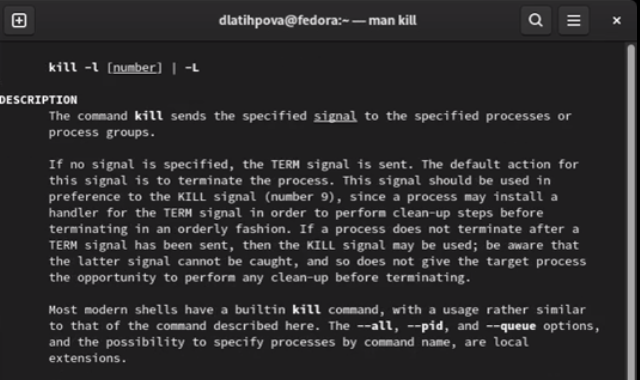 dlatihpova@fedora:~ — man kill
kill -l [number] | -L
DESCRIPTION
The command kill sends the specified signal to the specified processes or
process groups.
If no signal is specified, the TERM signal is sent. The default action for
this signal is to terminate the process. This signal should be used in
preference to the KILL signal (number 9), since a process may install a
handler for the TERM signal in order to perform clean-up steps before
terminating in an orderly fashion. If a process does not terminate after a
TERM signal has been sent, then the KILL signal may be used; be aware that
the latter signal cannot be caught, and so does not give the target process
the opportunity to perform any clean-up before terminating.
Most modern shells have a builtin kill command, with a usage rather similar
to that of the command described here. The --all, --pid, and --queue options,
and the possibility to specify processes by command name, are local
extensions.